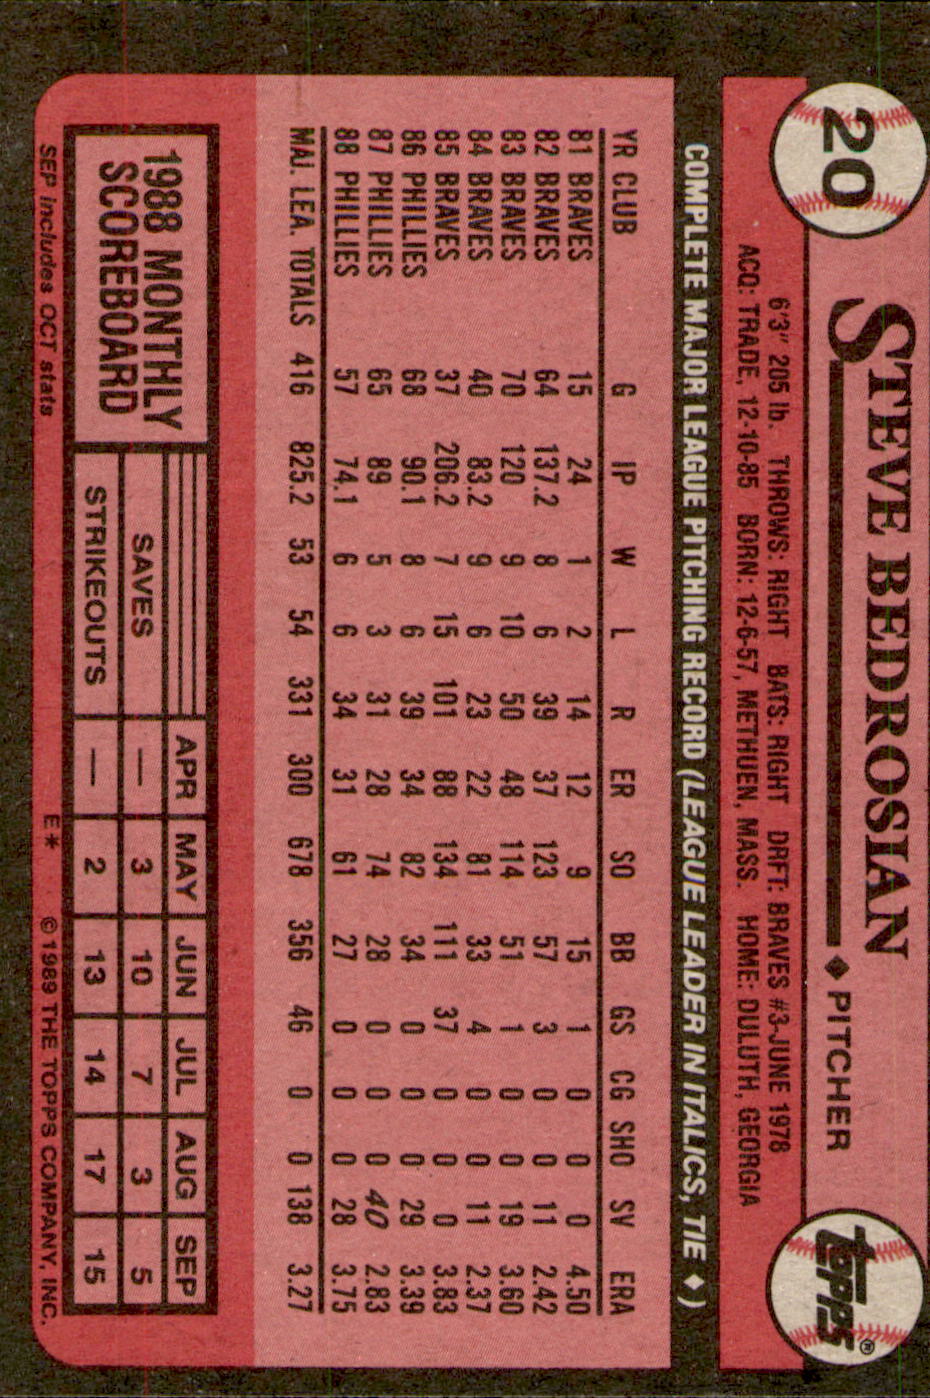 20
STEVE BEDROSIAN ◆ PITCHER
topps®
6'3" 205 lb. THROWS: RIGHT BATS: RIGHT DRFT: BRAVES #3-JUNE 1978
ACQ: TRADE, 12-10-85 BORN: 12-6-57, METHUEN, MASS. HOME: DULUTH, GEORGIA
COMPLETE MAJOR LEAGUE PITCHING RECORD (LEAGUE LEADER IN ITALICS, TIE ◆)
YR CLUB G IP W L R ER SO BB GS CG SHO SV ERA
81 BRAVES 15 24 1 2 14 12 9 15 1 0 0 0 4.50
82 BRAVES 64 137.2 8 6 39 37 123 57 3 0 0 11 2.42
83 BRAVES 70 120 9 10 50 48 114 51 1 0 0 19 3.60
84 BRAVES 40 83.2 9 6 23 22 81 33 4 0 0 11 2.37
85 BRAVES 37 206.2 7 15 101 88 134 111 37 0 0 0 3.83
86 PHILLIES 68 90.1 8 6 39 34 82 34 0 0 0 29 3.39
87 PHILLIES 65 89 5 3 31 28 74 28 0 0 0 40 2.83
88 PHILLIES 57 74.1 6 6 34 31 61 27 0 0 0 28 3.75
MAJ. LEA. TOTALS 416 825.2 53 54 331 300 678 356 46 0 0 138 3.27
1988 MONTHLY
SCOREBOARD
APR MAY JUN JUL AUG SEP
SAVES — 3 10 7 3 5
STRIKEOUTS — 2 13 14 17 15
SEP includes OCT stats E* ©1989 THE TOPPS COMPANY, INC.